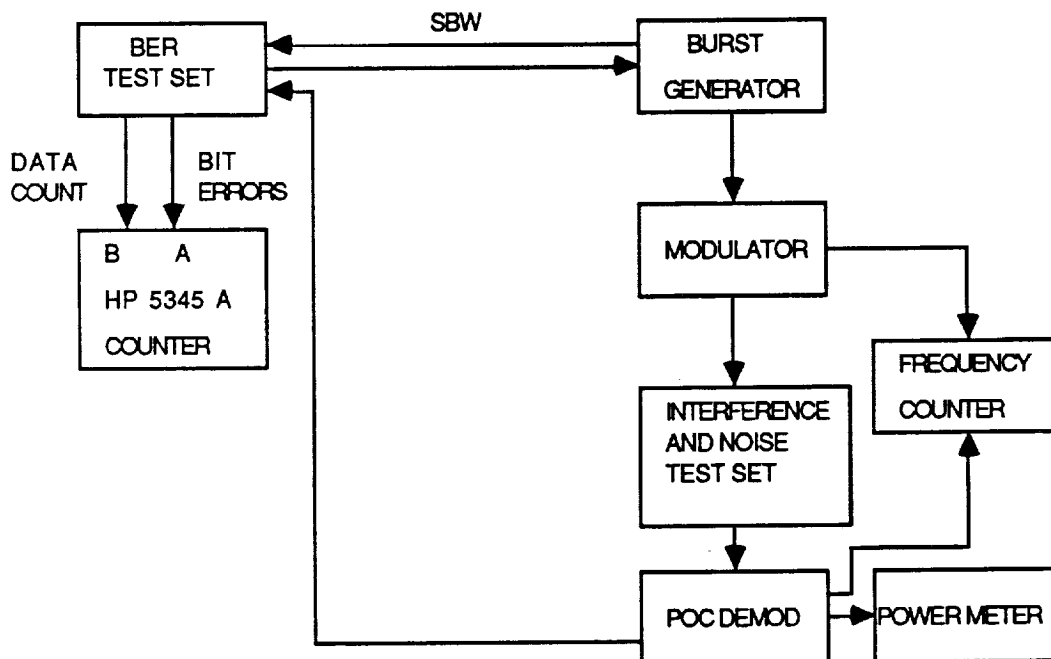 SBW
BER
TEST SET
BURST
GENERATOR
DATA
COUNT
BIT
ERRORS
B A
HP 5345 A
COUNTER
MODULATOR
FREQUENCY
COUNTER
INTERFERENCE
AND NOISE
TEST SET
POC DEMOD
POWER METER